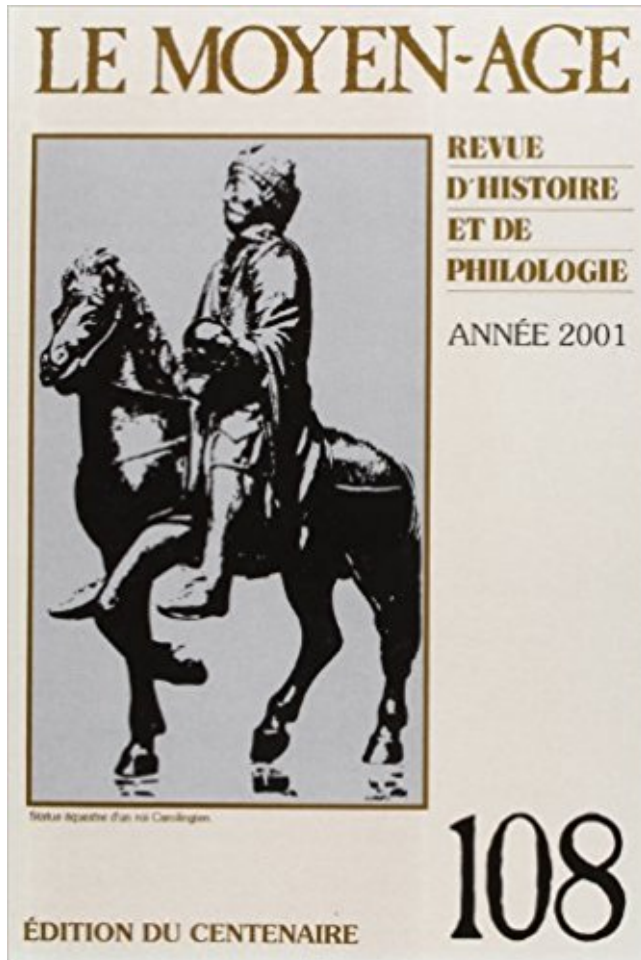 LE MOYEN-AGE
REVUE
D'HISTOIRE
ET DE
PHILOLOGIE
ANNÉE 2001
Statue équestre d'un roi Carolingien.
108
ÉDITION DU CENTENAIRE